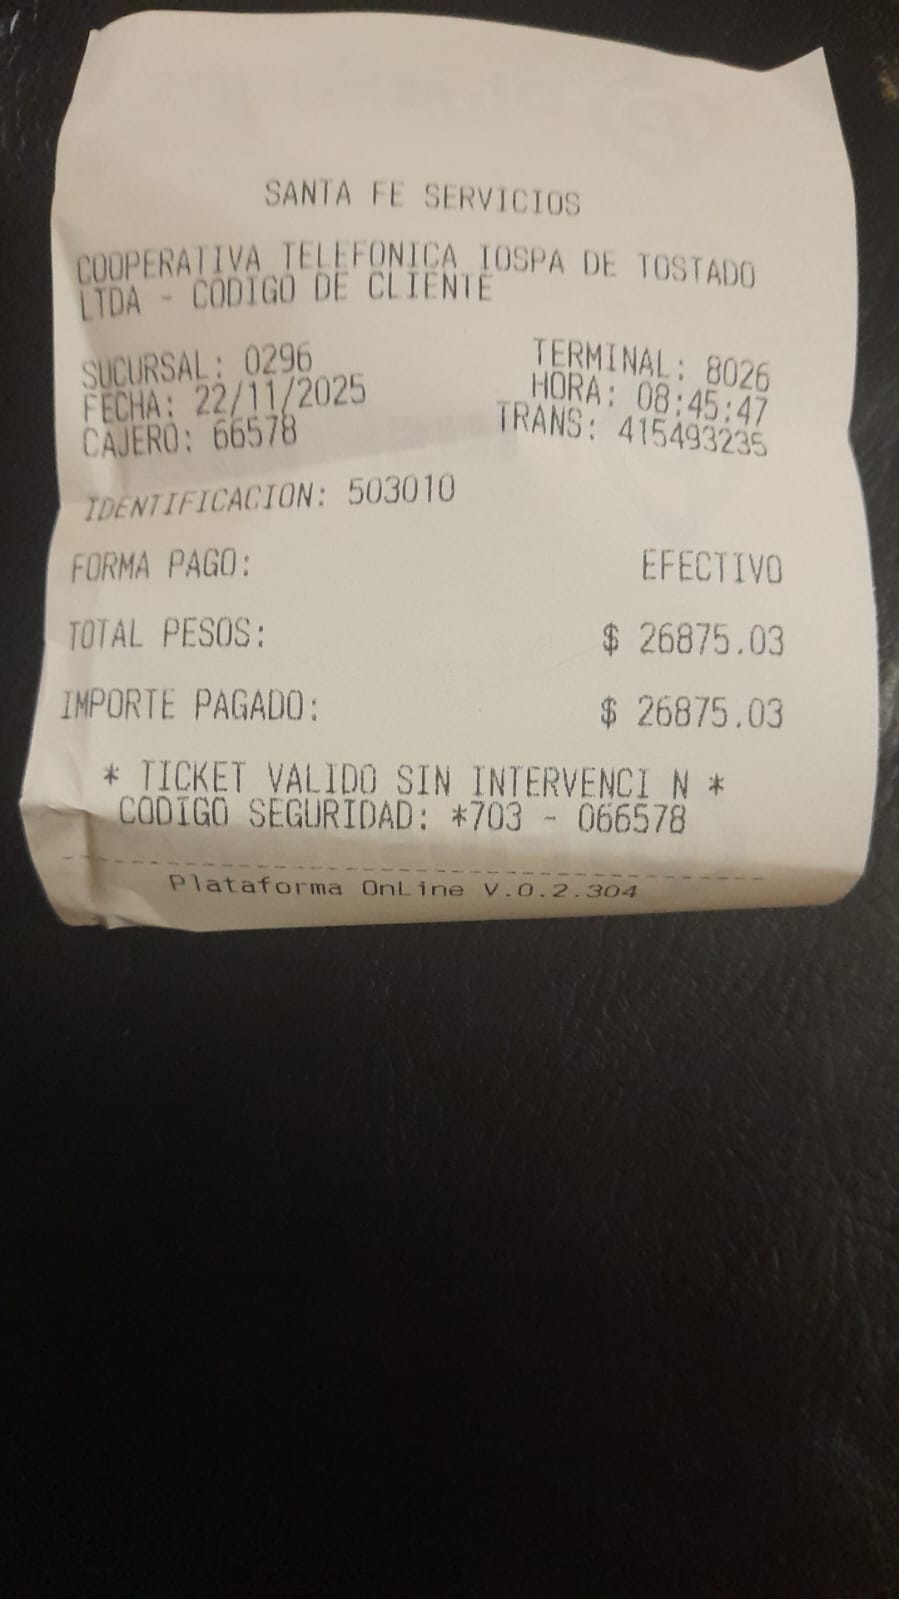 SANTA FE SERVICIOS
COOPERATIVA TELEFONICA IOSPA DE TOSTADO
LTDA - CODIGO DE CLIENTE
SUCURSAL: 0296 TERMINAL: 8026
FECHA: 22/11/2025 HORA: 08:45:47
CAJERO: 66578 TRANS: 415493235
IDENTIFICACION: 503010
FORMA PAGO: EFECTIVO
TOTAL PESOS: $ 26875.03
IMPORTE PAGADO: $ 26875.03
* TICKET VALIDO SIN INTERVENCI N *
CODIGO SEGURIDAD: *703 - 066578
Plataforma OnLine V.0.2.304